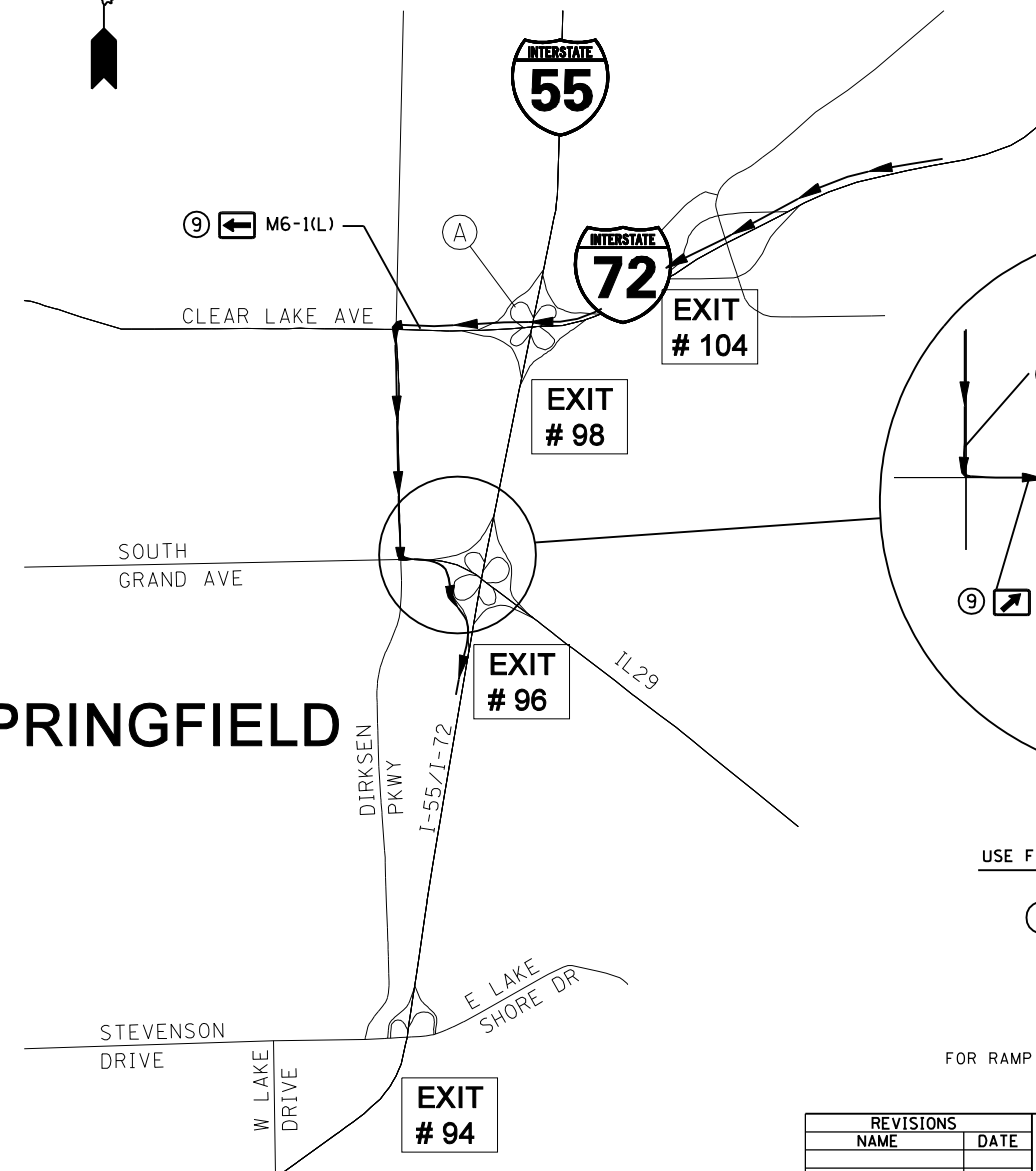 INTERSTATE
55
⑨ M6-1(L)
A
INTERSTATE
72
CLEAR LAKE AVE
EXIT
# 104
EXIT
# 98
SOUTH
GRAND AVE
⑨
EXIT
# 96
IL29
PRINGFIELD
DIRKSEN
PKWY
I-55/I-72
USE F
E LAKE
SHORE DR
STEVENSON
DRIVE
W LAKE
DRIVE
FOR RAMP
EXIT
# 94
REVISIONS
NAME DATE